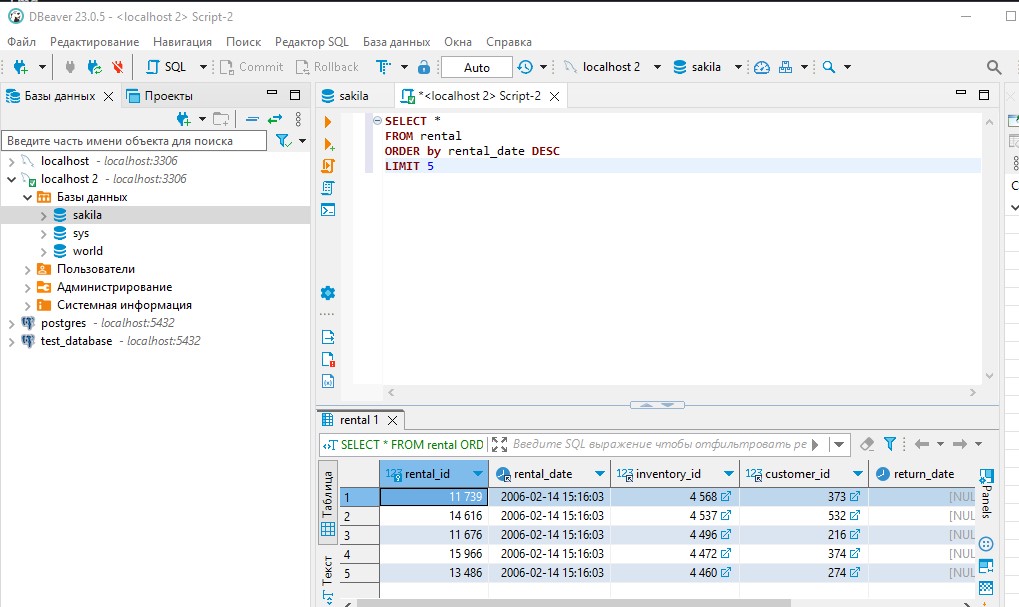 DBeaver 23.0.5 - <localhost 2> Script-2
Файл Редактирование Навигация Поиск Редактор SQL База данных Окна Справка
SQL Commit Rollback Auto localhost 2 sakila
Базы данных Проекты
Введите часть имени объекта для поиска
localhost - localhost:3306
localhost 2 - localhost:3306
Базы данных
sakila
sys
world
Пользователи
Администрирование
Системная информация
postgres - localhost:5432
test_database - localhost:5432
sakila *<localhost 2> Script-2
SELECT *
FROM rental
ORDER by rental_date DESC
LIMIT 5
rental 1
SELECT * FROM rental ORD Введите SQL выражение чтобы отфильтровать ре
Таблица
Текст
rental_id rental_date inventory_id customer_id return_date
1 11 739 2006-02-14 15:16:03 4 568 373 [NUL
2 14 616 2006-02-14 15:16:03 4 537 532 [NUL
3 11 676 2006-02-14 15:16:03 4 496 216 [NUL
4 15 966 2006-02-14 15:16:03 4 472 374 [NUL
5 13 486 2006-02-14 15:16:03 4 460 274 [NUL
Panels